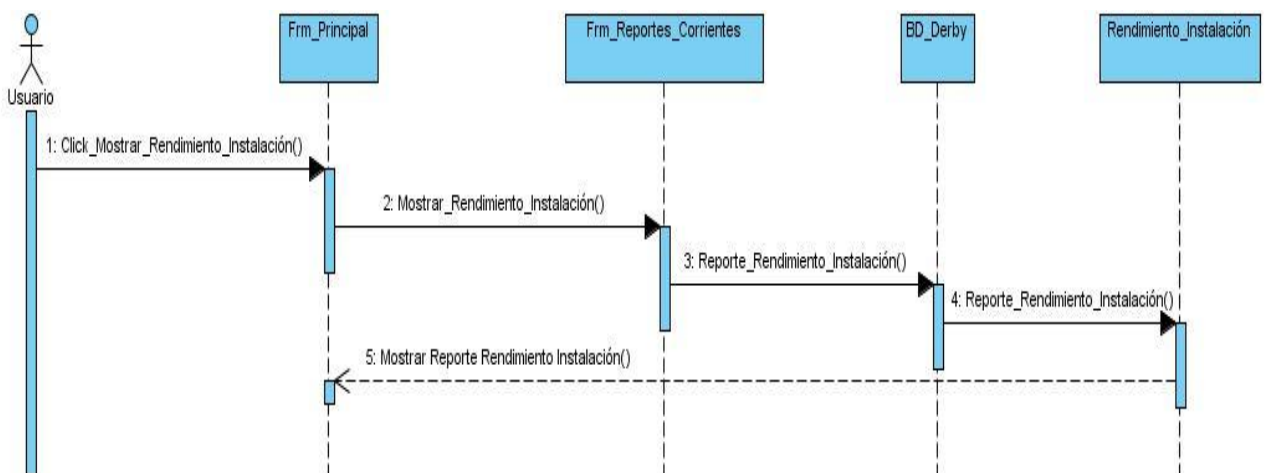 Frm_Principal
Frm_Reportes_Corrientes
BD_Derby
Rendimiento_Instalación
Usuario
1: Click_Mostrar_Rendimiento_Instalación()
2: Mostrar_Rendimiento_Instalación()
3: Reporte_Rendimiento_Instalación()
4: Reporte_Rendimiento_Instalación()
5: Mostrar Reporte Rendimiento Instalación()